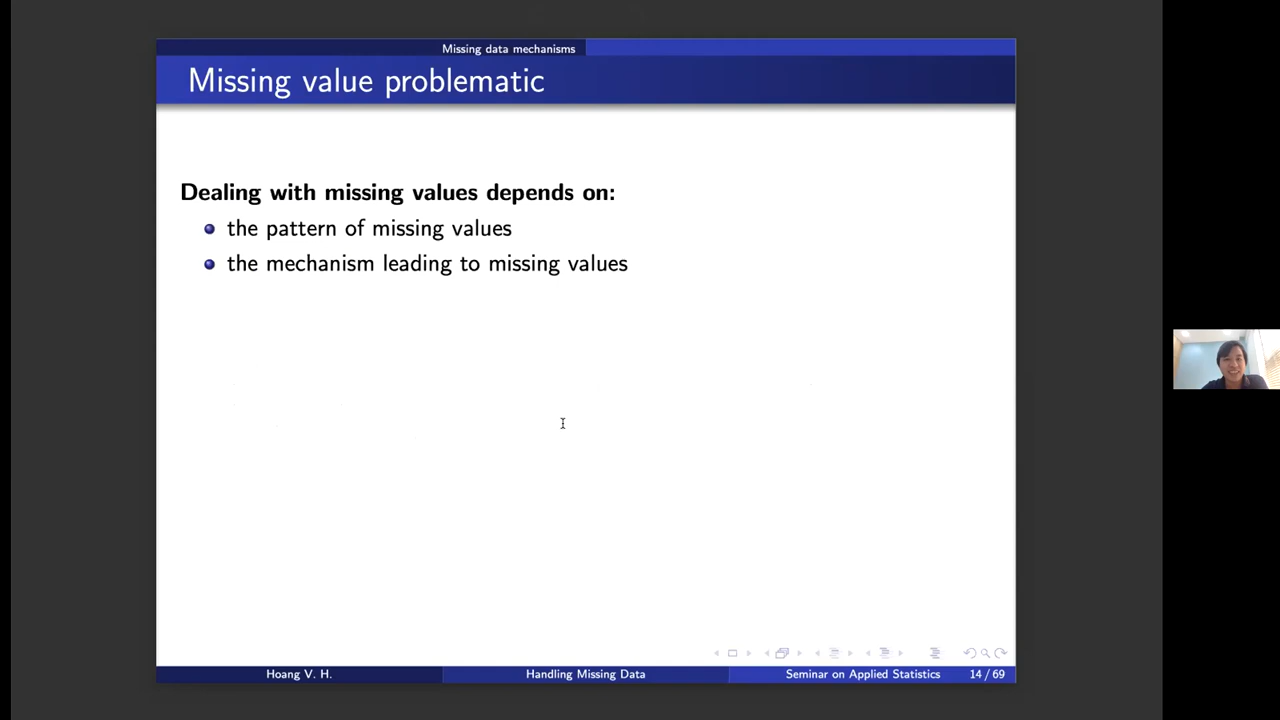 Missing data mechanisms
Missing value problematic
Dealing with missing values depends on:
the pattern of missing values
the mechanism leading to missing values
Hoang V. H.
Handling Missing Data
Seminar on Applied Statistics
14 / 69